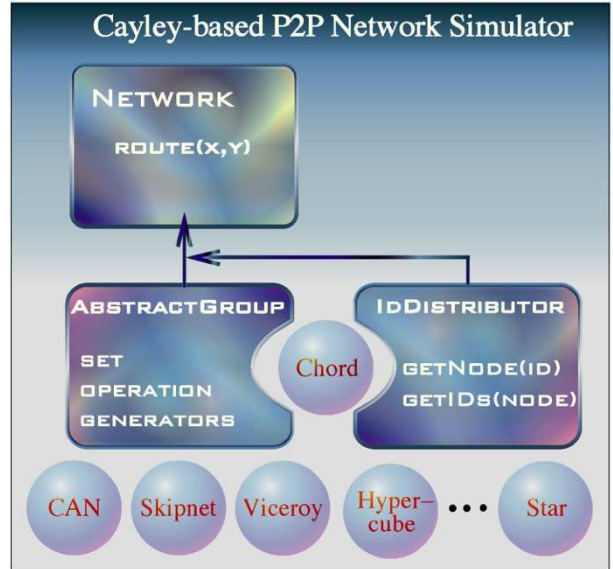 Cayley-based P2P Network Simulator
NETWORK
ROUTE(X,Y)
ABSTRACTGROUP
SET
OPERATION
GENERATORS
IDDISTRIBUTOR
GETNODE(ID)
GETIDS(NODE)
Chord
CAN
Skipnet
Viceroy
Hyper-
cube
•••
Star